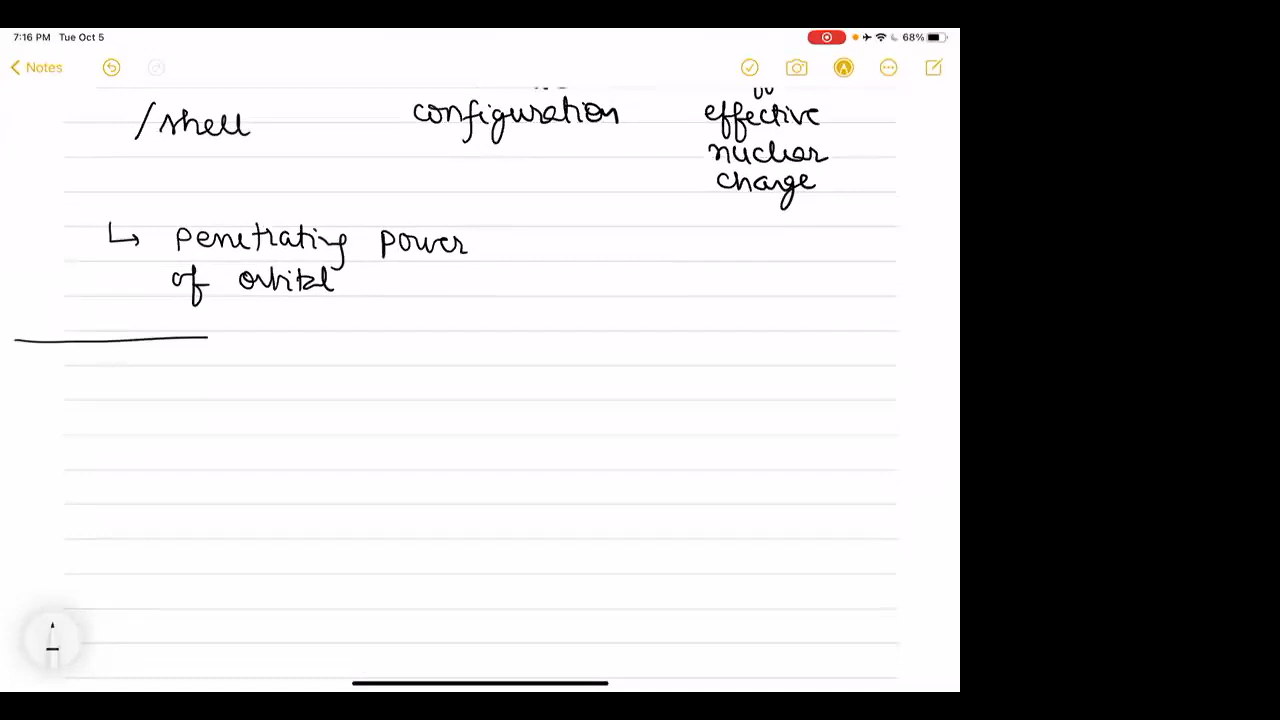 7:16 PM Tue Oct 5
68%
Notes
/shell
configuration
effective
nuclear
charge
↳ penetrating power
of orbital